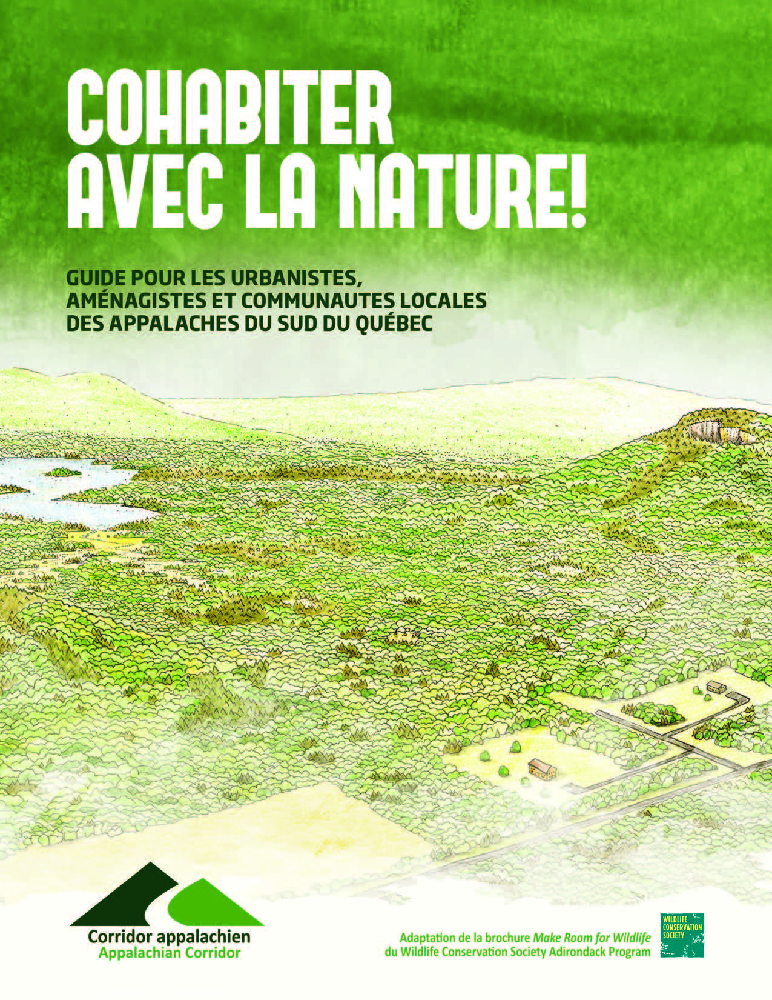 COHABITER
AVEC LA NATURE!
GUIDE POUR LES URBANISTES,
AMÉNAGISTES ET COMMUNAUTES LOCALES
DES APPALACHES DU SUD DU QUÉBEC
Corridor appalachien
Appalachian Corridor
Adaptation de la brochure Make Room for Wildlife
du Wildlife Conservation Society Adirondack Program
WILDLIFE
CONSERVATION
SOCIETY